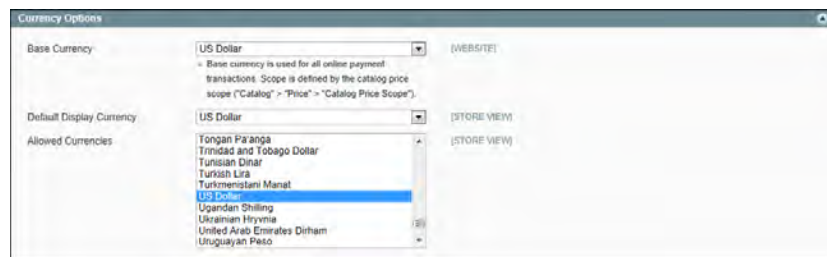 Currency Options
Base Currency US Dollar [WEBSITE]
Base currency is used for all online payment
transactions. Scope is defined by the catalog price
scope ("Catalog" > "Price" > "Catalog Price Scope").
Default Display Currency US Dollar [STORE VIEW]
Allowed Currencies [STORE VIEW]
Tongan Paʻanga
Trinidad and Tobago Dollar
Tunisian Dinar
Turkish Lira
Turkmenistani Manat
US Dollar
Ugandan Shilling
Ukrainian Hryvnia
United Arab Emirates Dirham
Uruguayan Peso